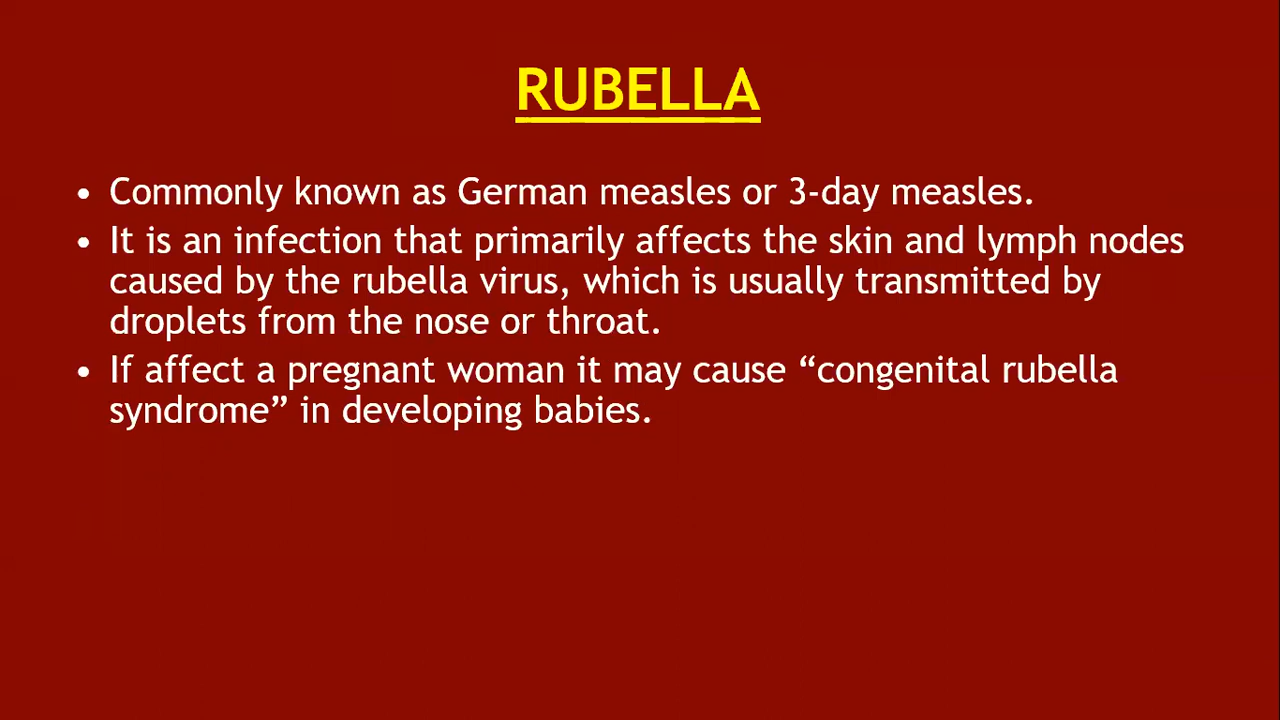 RUBELLA
• Commonly known as German measles or 3-day measles.
• It is an infection that primarily affects the skin and lymph nodes
caused by the rubella virus, which is usually transmitted by
droplets from the nose or throat.
• If affect a pregnant woman it may cause “congenital rubella
syndrome” in developing babies.